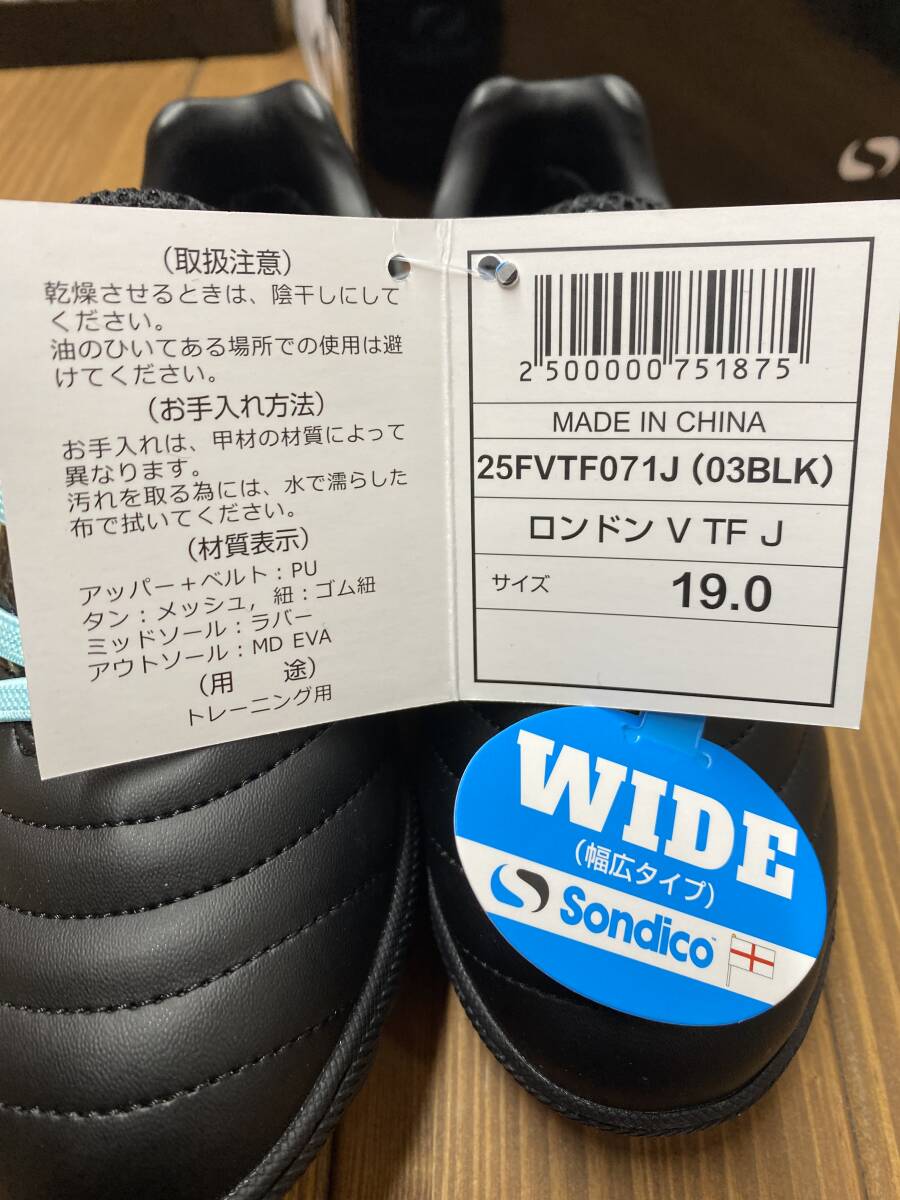 （取扱注意）
乾燥させるときは、陰干しにして
ください。
油のひいてある場所での使用は避
けてください。
（お手入れ方法）
お手入れは、甲材の材質によって
異なります。
汚れを取る為には、水で濡らした
布で拭いてください。
（材質表示）
アッパー＋ベルト：PU
タン：メッシュ，紐：ゴム紐
ミッドソール：ラバー
アウトソール：MD EVA
（用　途）
トレーニング用
2 500000 751875
MADE IN CHINA
25FVTF071J（03BLK）
ロンドン V TF J
サイズ 19.0
WIDE
（幅広タイプ）
Sondico™